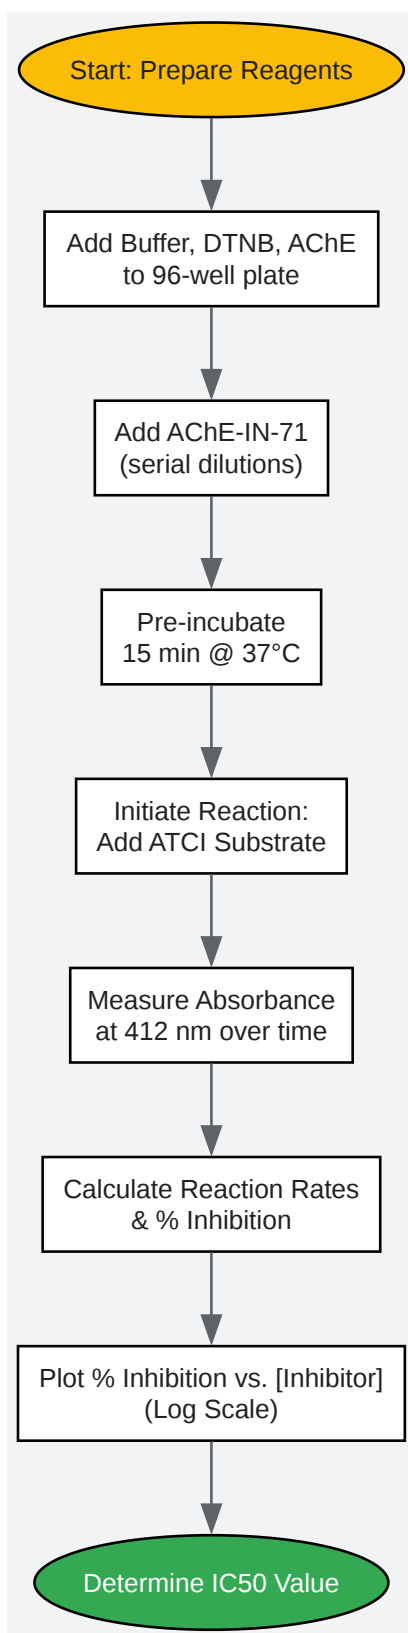 Start: Prepare Reagents
Add Buffer, DTNB, AChE
to 96-well plate
Add AChE-IN-71
(serial dilutions)
Pre-incubate
15 min @ 37°C
Initiate Reaction:
Add ATCI Substrate
Measure Absorbance
at 412 nm over time
Calculate Reaction Rates
& % Inhibition
Plot % Inhibition vs. [Inhibitor]
(Log Scale)
Determine IC50 Value